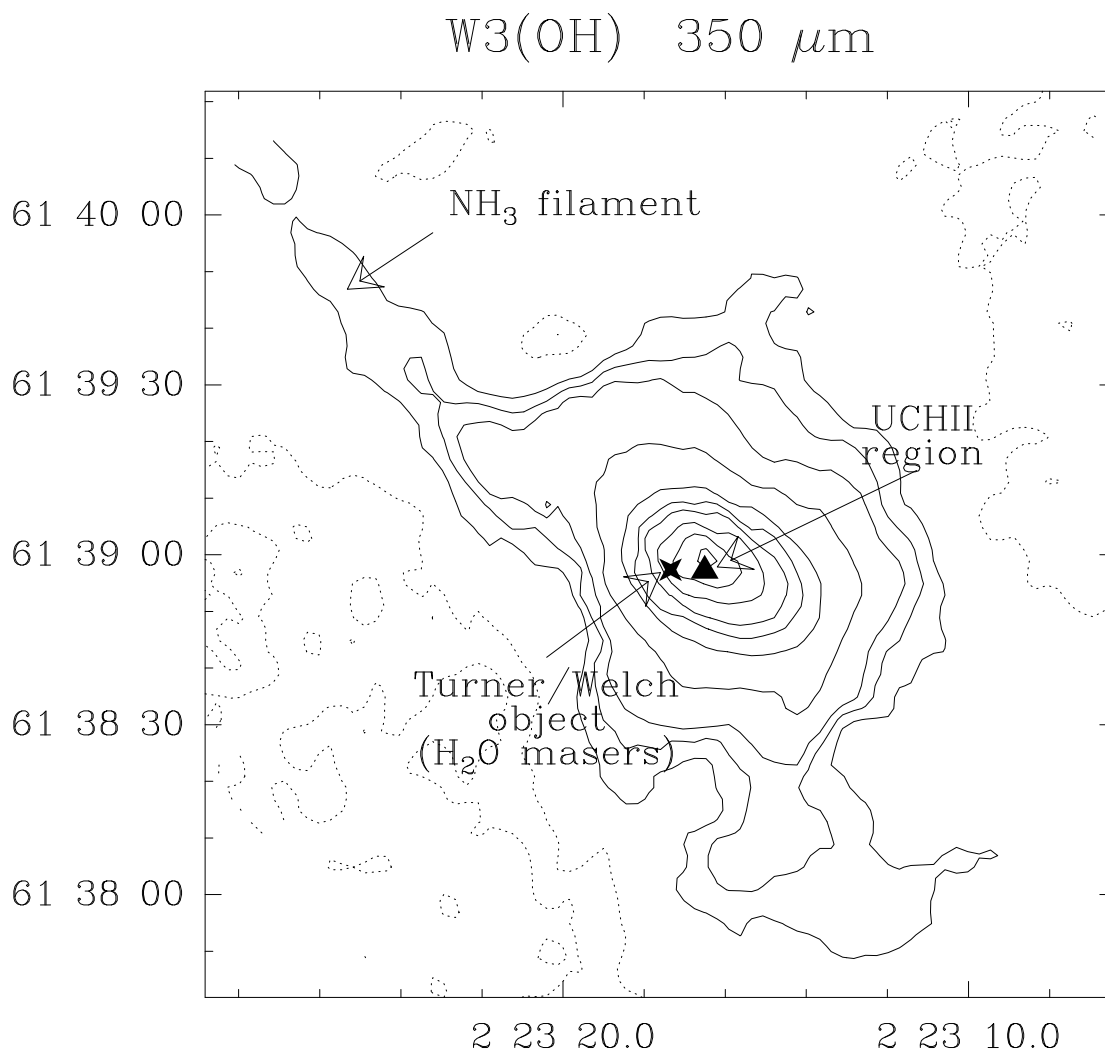 W3(OH) 350 μm
61 40 00
NH₃ filament
61 39 30
UCHII
region
61 39 00
Turner Welch
object
(H₂O masers)
61 38 30
61 38 00
2 23 20.0
2 23 10.0